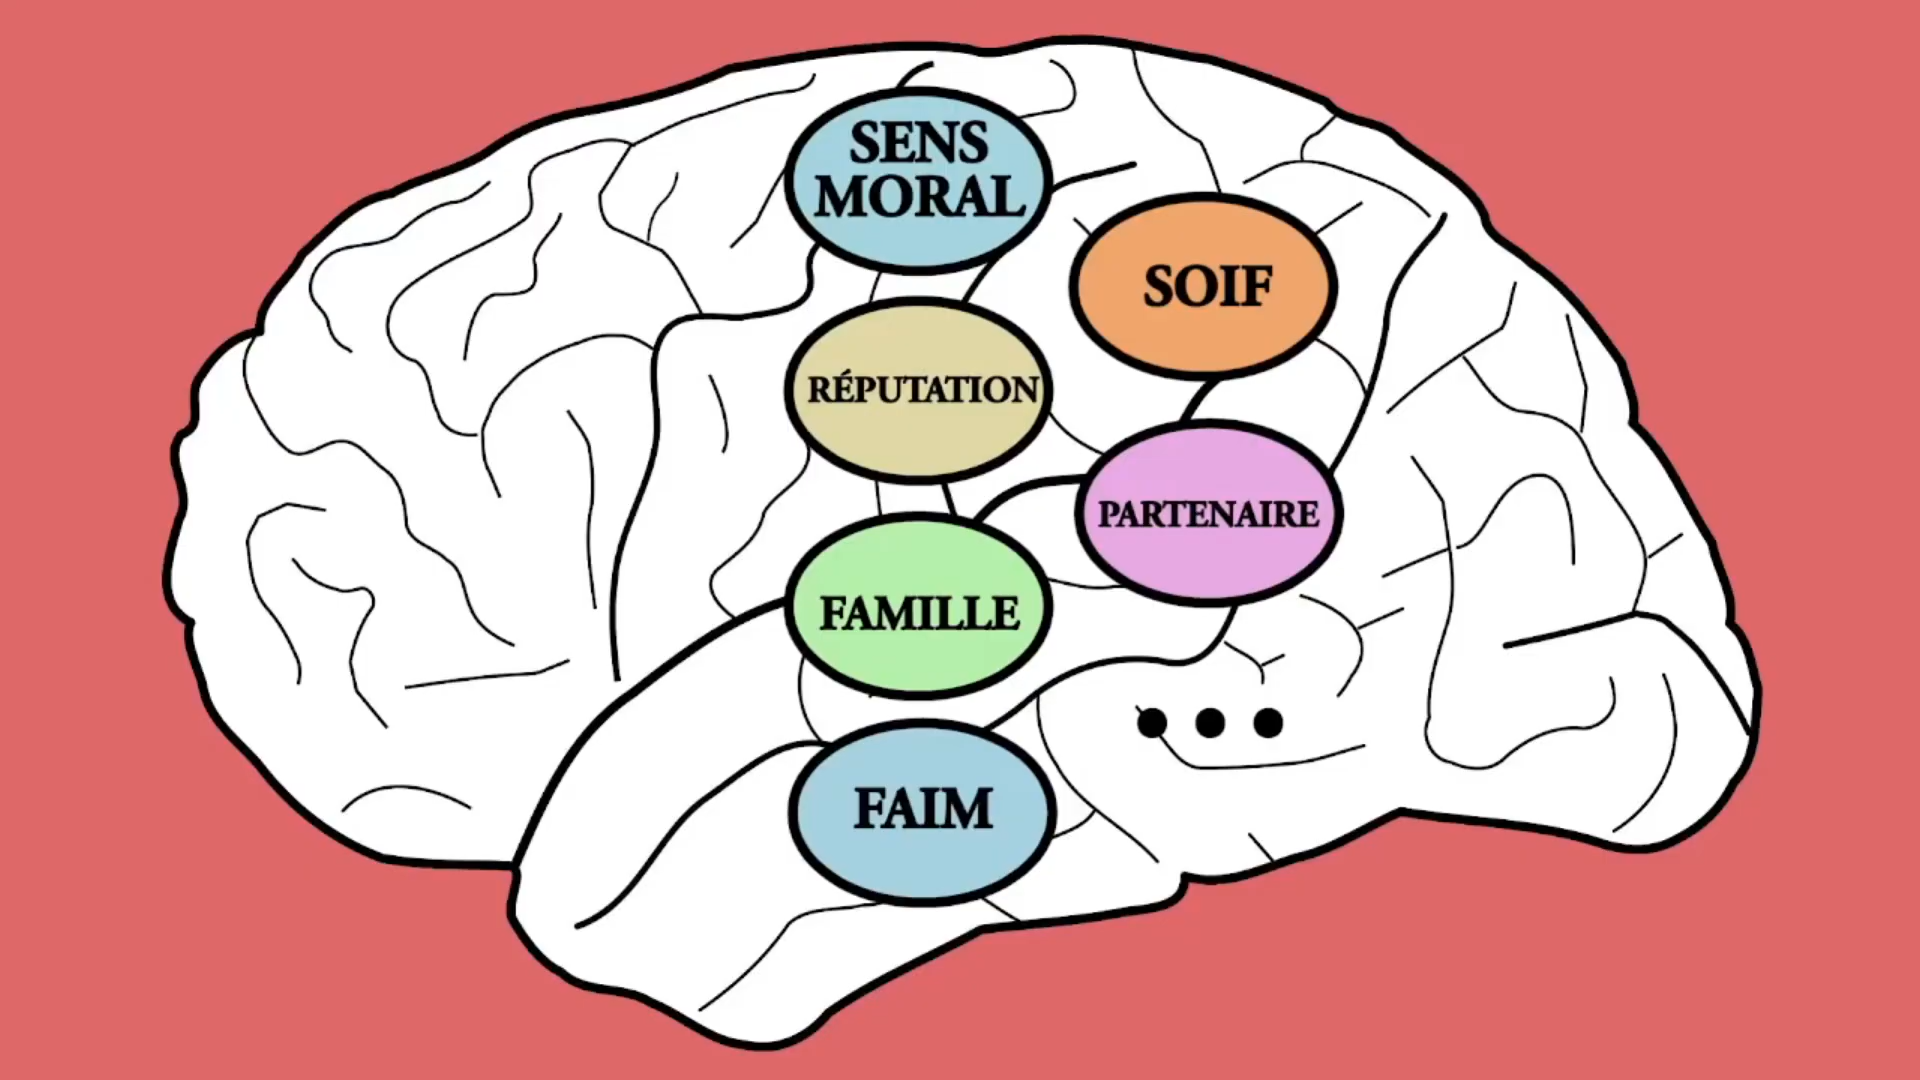 SENS
MORAL
SOIF
RÉPUTATION
PARTENAIRE
FAMILLE
FAIM